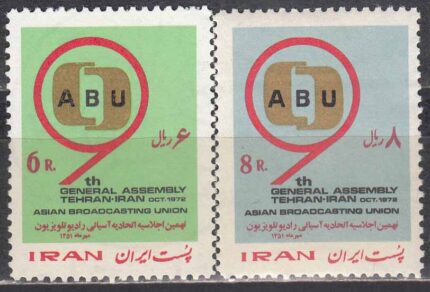 ABU
6 R.
۶ ریال
9th
GENERAL ASSEMBLY
TEHRAN-IRAN OCT.1972
ASIAN BROADCASTING UNION
نهمین اجلاسیه اتحادیه آسیائی رادیو تلویزیون
مهرماه ۱۳۵۱
IRAN پست ایران
ABU
8 R.
۸ ریال
9th
GENERAL ASSEMBLY
TEHRAN-IRAN OCT.1972
ASIAN BROADCASTING UNION
نهمین اجلاسیه اتحادیه آسیائی رادیو تلویزیون
مهرماه ۱۳۵۱
IRAN پست ایران